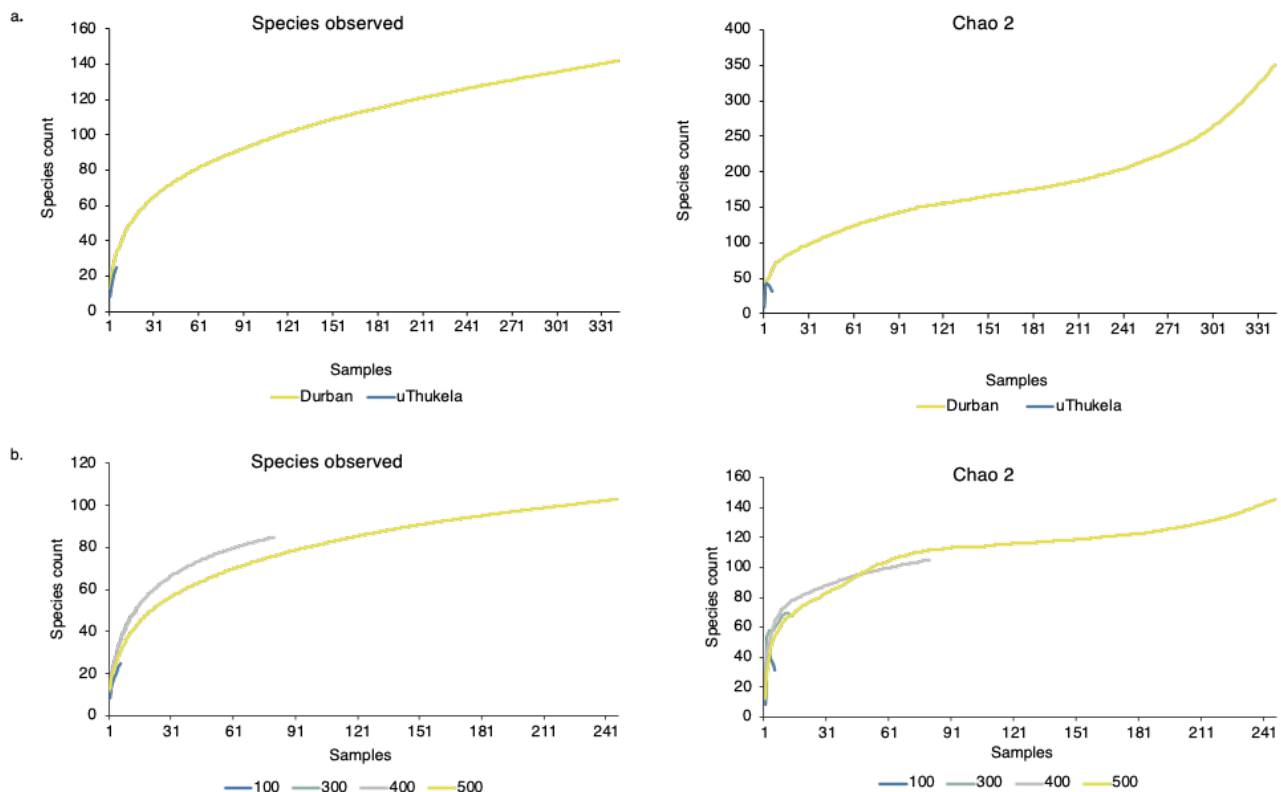 a.
Species observed
160
140
120
100
80
60
40
20
0
Species count
1 31 61 91 121 151 181 211 241 271 301 331
Samples
Durban uThukela
Chao 2
400
350
300
250
200
150
100
50
0
Species count
1 31 61 91 121 151 181 211 241 271 301 331
Samples
Durban uThukela
b.
Species observed
120
100
80
60
40
20
0
Species count
1 31 61 91 121 151 181 211 241
Samples
100 300 400 500
Chao 2
160
140
120
100
80
60
40
20
0
Species count
1 31 61 91 121 151 181 211 241
Samples
100 300 400 500